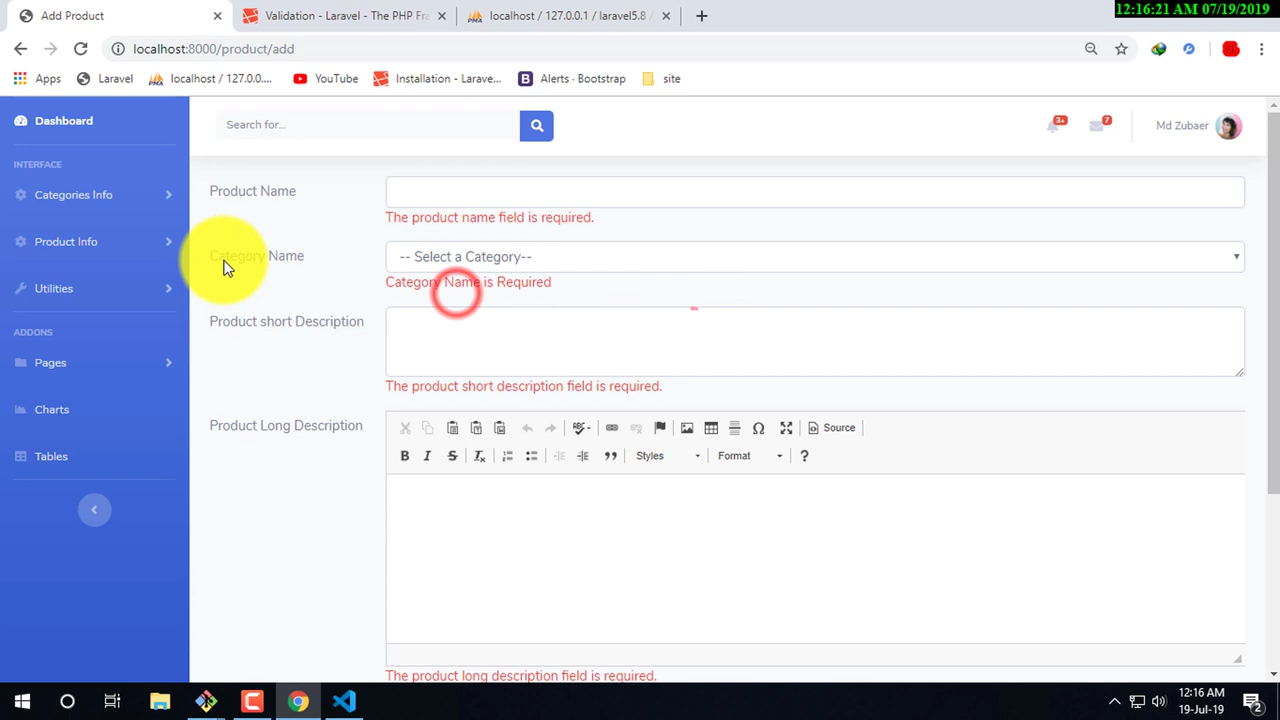 12:16:21 AM 07/19/2019
Add Product
Validation - Laravel - The PHP Fr
localhost / 127.0.0.1 / laravel5.8 /
localhost:8000/product/add
Apps
Laravel
localhost / 127.0.0....
YouTube
Installation - Larave...
B
Alerts · Bootstrap
site
Dashboard
Search for...
3+
7
Md Zubaer
INTERFACE
Categories Info
Product Info
Utilities
ADDONS
Pages
Charts
Tables
Product Name
The product name field is required.
Category Name
-- Select a Category--
Category Name is Required
Product short Description
The product short description field is required.
Product Long Description
Source
B I S
Styles
Format
?
The product long description field is required.
12:16 AM
19-Jul-19
2